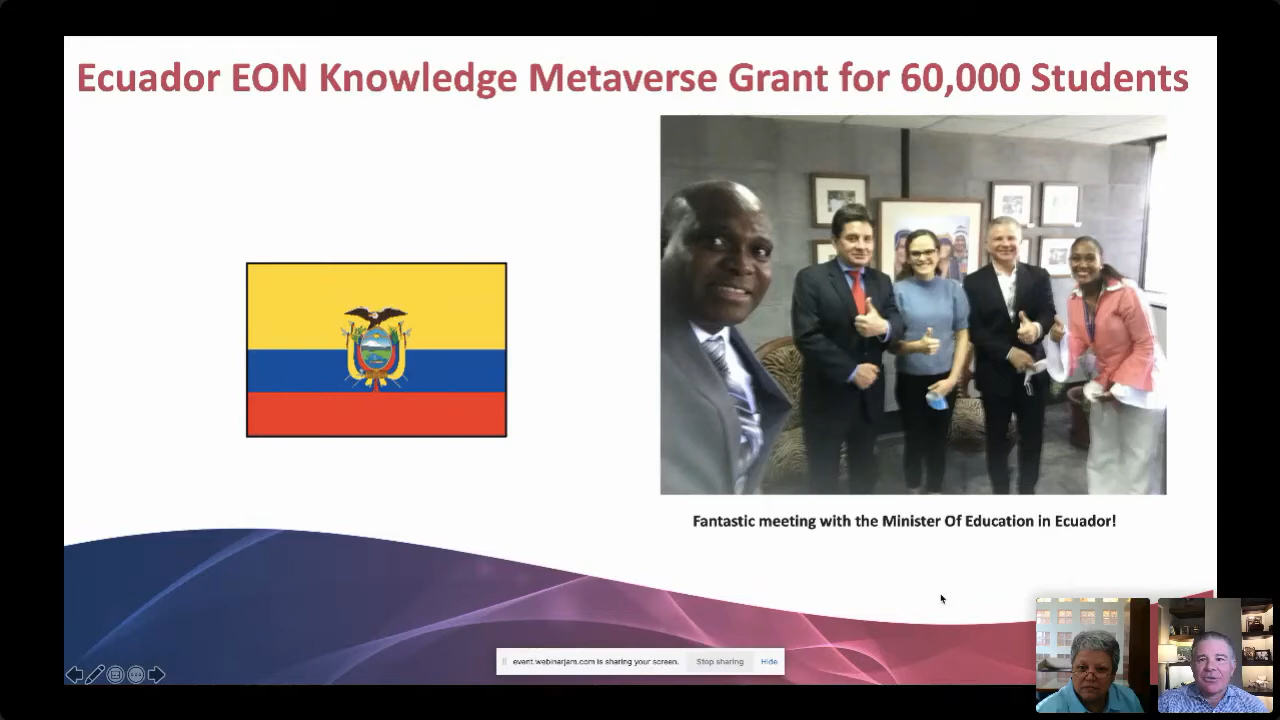 Ecuador EON Knowledge Metaverse Grant for 60,000 Students
Fantastic meeting with the Minister Of Education in Ecuador!
event.webinarjam.com is sharing your screen. Stop sharing Hide